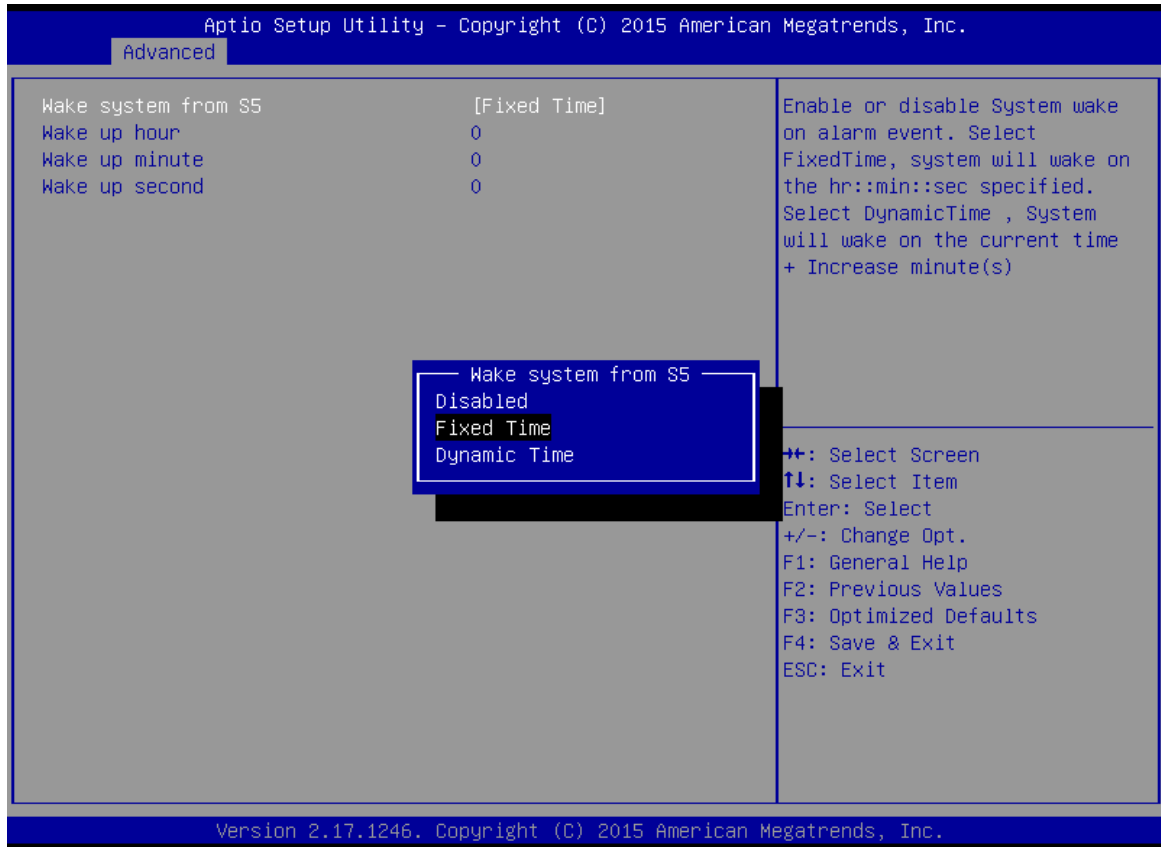 Aptio Setup Utility – Copyright (C) 2015 American Megatrends, Inc.
Advanced
Wake system from S5 [Fixed Time]
Wake up hour 0
Wake up minute 0
Wake up second 0
Enable or disable System wake
on alarm event. Select
FixedTime, system will wake on
the hr::min::sec specified.
Select DynamicTime , System
will wake on the current time
+ Increase minute(s)
Wake system from S5
Disabled
Fixed Time
Dynamic Time
→←: Select Screen
↑↓: Select Item
Enter: Select
+/-: Change Opt.
F1: General Help
F2: Previous Values
F3: Optimized Defaults
F4: Save & Exit
ESC: Exit
Version 2.17.1246. Copyright (C) 2015 American Megatrends, Inc.